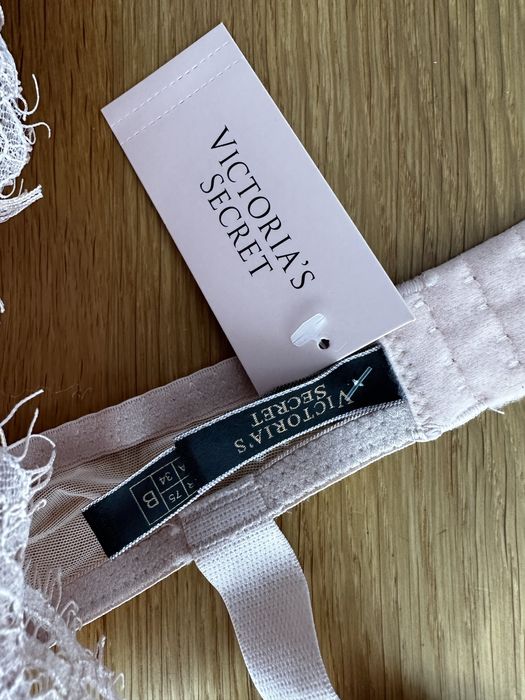 VICTORIA'S
SECRET
VICTORIA'S
SECRET
R 75
A 34
B